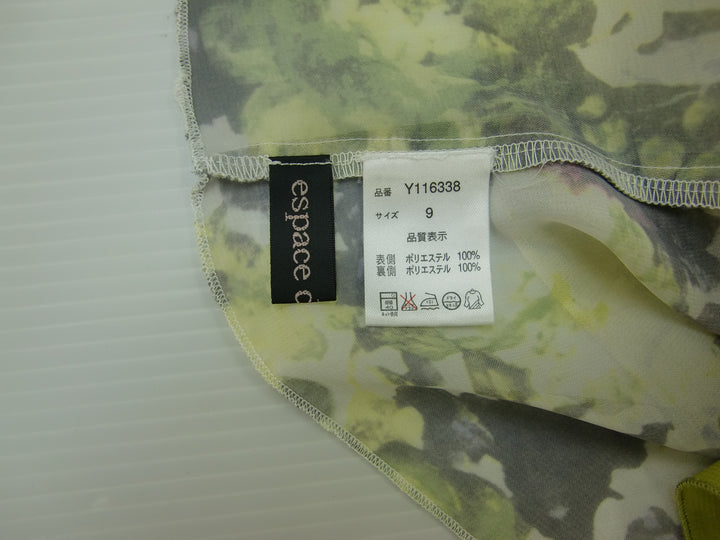 espace d
品番 Y116338
サイズ 9
品質表示
表側 ポリエステル 100%
裏側 ポリエステル 100%